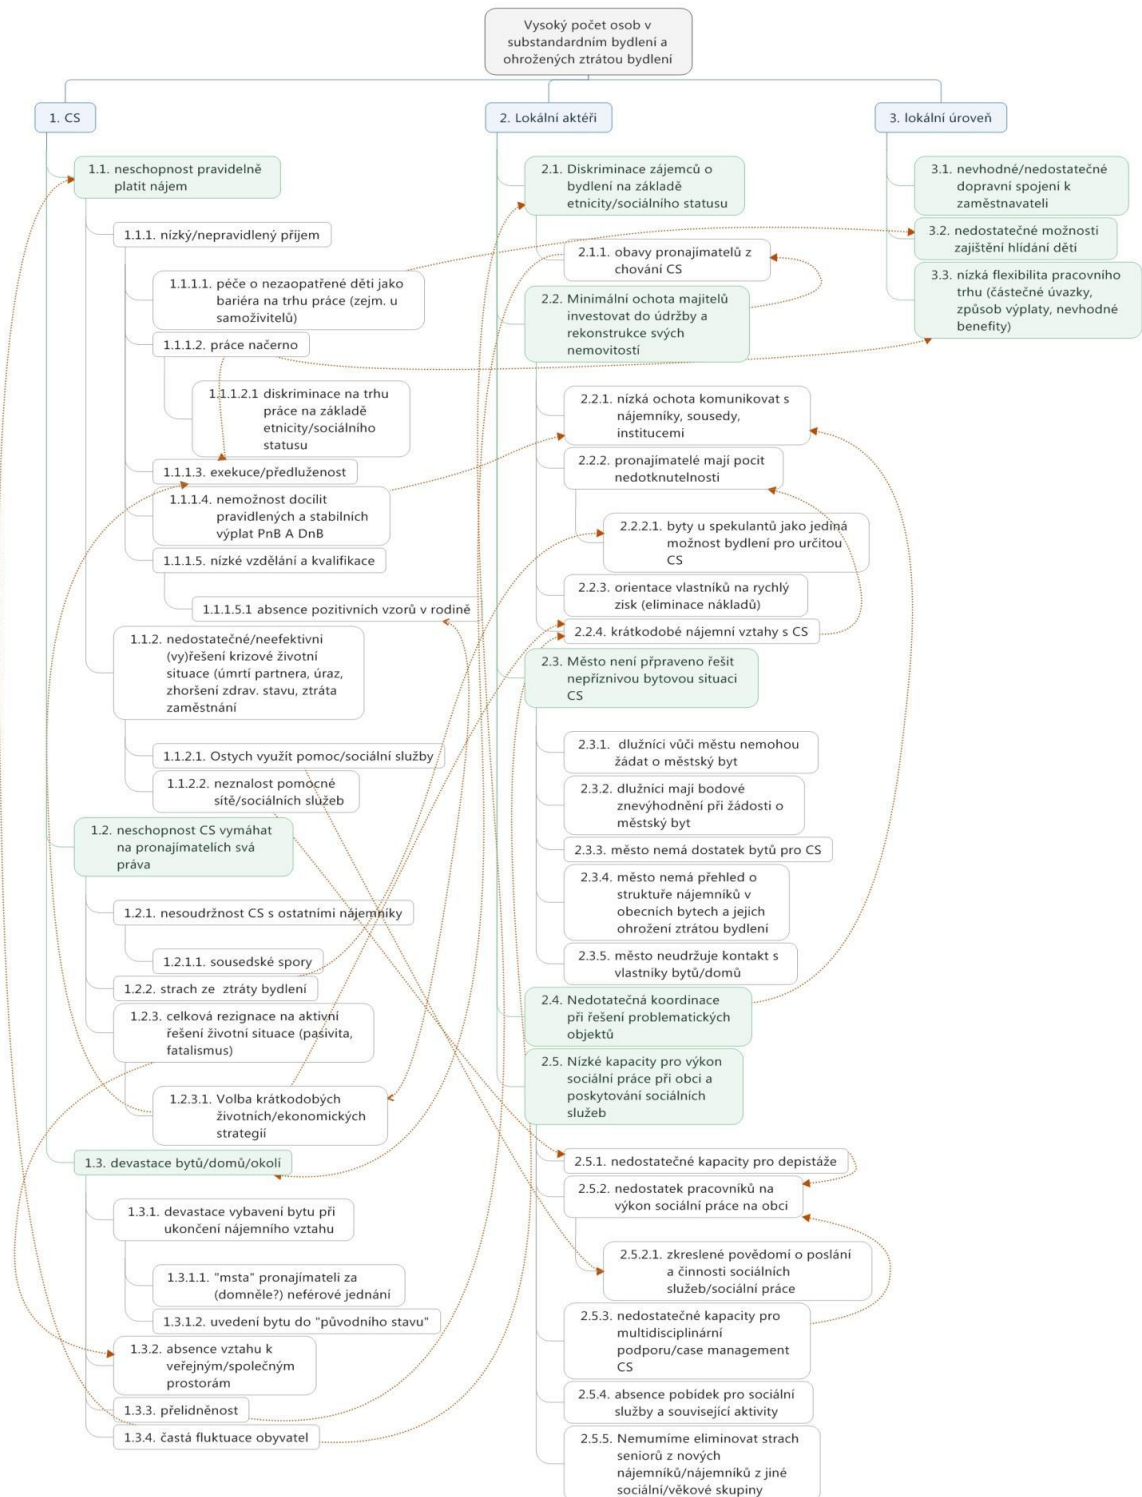 Vysoký počet osob v
substandardním bydlení a
ohrožených ztrátou bydlení
1. CS
1.1. neschopnost pravidelně
platit nájem
1.1.1. nízký/nepravidlený příjem
1.1.1.1. péče o nezaopatřené děti jako
bariéra na trhu práce (zejm. u
samoživitelů)
1.1.1.2. práce načerno
1.1.1.2.1 diskriminace na trhu
práce na základě
etnicity/sociálního
statusu
1.1.1.3. exekuce/předluženost
1.1.1.4. nemožnost docílit
pravidlených a stabilních
výplat PnB A DnB
1.1.1.5. nízké vzdělání a kvalifikace
1.1.1.5.1 absence pozitivních vzorů v rodině
1.1.2. nedostatečné/neefektivní
(vy)řešení krizové životní
situace (úmrtí partnera, úraz,
zhoršení zdrav. stavu, ztráta
zaměstnání
1.1.2.1. Ostych využít pomoc/sociální služby
1.1.2.2. neznalost pomocné
sítě/sociálních služeb
1.2. neschopnost CS vymáhat
na pronajímatelích svá
práva
1.2.1. nesoudržnost CS s ostatními nájemníky
1.2.1.1. sousedské spory
1.2.2. strach ze ztráty bydlení
1.2.3. celková rezignace na aktivní
řešení životní situace (pasivita,
fatalismus)
1.2.3.1. Volba krátkodobých
životních/ekonomických
strategií
1.3. devastace bytů/domů/okolí
1.3.1. devastace vybavení bytu při
ukončení nájemního vztahu
1.3.1.1. "msta" pronajímateli za
(domněle?) neférové jednání
1.3.1.2. uvedení bytu do "původního stavu"
1.3.2. absence vztahu k
veřejným/společným
prostorám
1.3.3. přelidněnost
1.3.4. častá fluktuace obyvatel
2. Lokální aktéři
2.1. Diskriminace zájemců o
bydlení na základě
etnicity/sociálního statusu
2.1.1. obavy pronajímatelů z
chování CS
2.2. Minimální ochota majitelů
investovat do údržby a
rekonstrukce svých
nemovitostí
2.2.1. nízká ochota komunikovat s
nájemníky, sousedy,
institucemi
2.2.2. pronajímatelé mají pocit
nedotknutelnosti
2.2.2.1. byty u spekulantů jako jediná
možnost bydlení pro určitou
CS
2.2.3. orientace vlastníků na rychlý
zisk (eliminace nákladů)
2.2.4. krátkodobé nájemní vztahy s CS
2.3. Město není přpraveno řešit
nepříznivou bytovou situaci
CS
2.3.1. dlužníci vůči městu nemohou
žádat o městský byt
2.3.2. dlužníci mají bodové
znevýhodnění při žádosti o
městský byt
2.3.3. město nemá dostatek bytů pro CS
2.3.4. město nemá přehled o
struktuře nájemníků v
obecních bytech a jejich
ohrožení ztrátou bydlení
2.3.5. město neudržuje kontakt s
vlastníky bytů/domů
2.4. Nedotatečná koordinace
při řešení problematických
objektů
2.5. Nízké kapacity pro výkon
sociální práce při obci a
poskytování sociálních
služeb
2.5.1. nedostatečné kapacity pro depistáže
2.5.2. nedostatek pracovníků na
výkon sociální práce na obci
2.5.2.1. zkreslené povědomí o poslání
a činnosti sociálních
služeb/sociální práce
2.5.3. nedostatečné kapacity pro
multidisciplinární
podporu/case management
CS
2.5.4. absence pobídek pro sociální
služby a související aktivity
2.5.5. Nemumíme eliminovat strach
seniorů z nových
nájemníků/nájemníků z jiné
sociální/věkové skupiny
3. lokální úroveň
3.1. nevhodné/nedostatečné
dopravní spojení k
zaměstnavateli
3.2. nedostatečné možnosti
zajištění hlídání dětí
3.3. nízká flexibilita pracovního
trhu (částečné úvazky,
způsob výplaty, nevhodné
benefity)